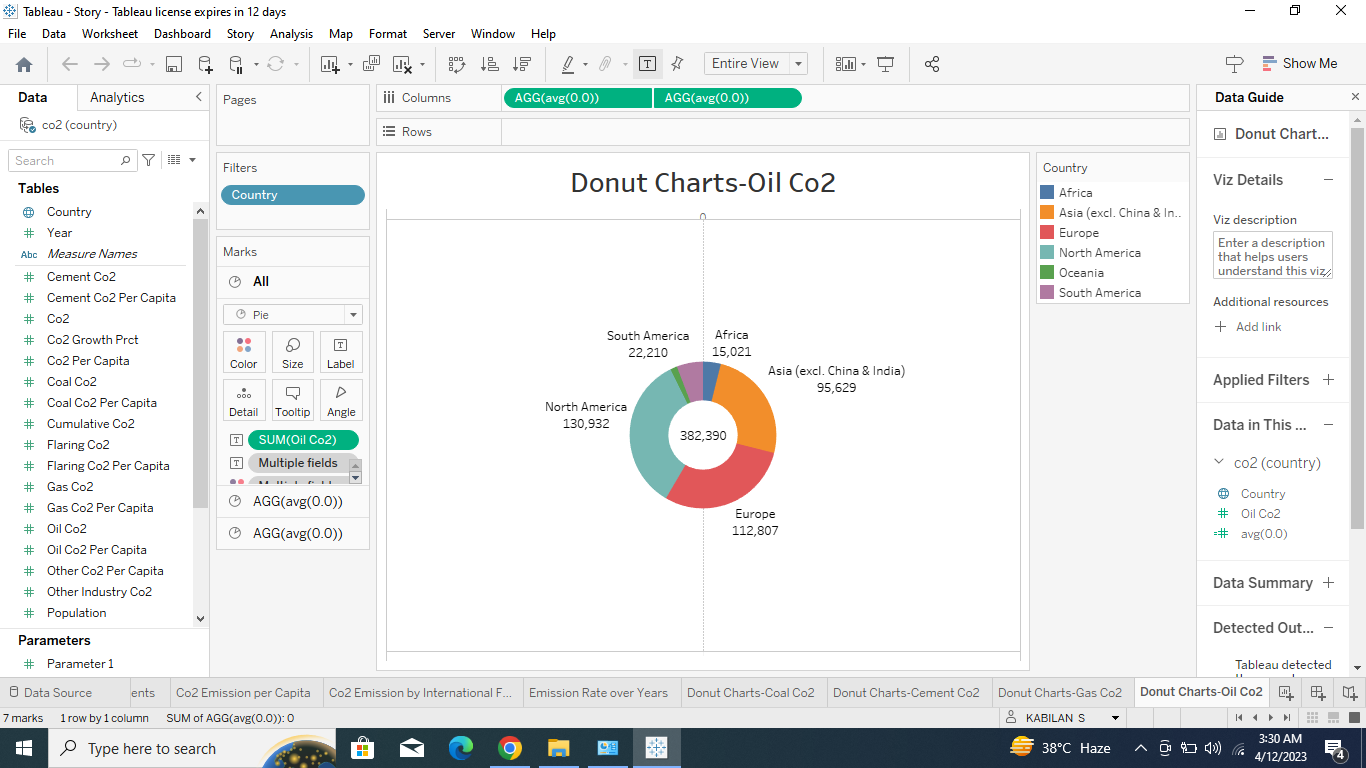 Tableau - Story - Tableau license expires in 12 days
File Data Worksheet Dashboard Story Analysis Map Format Server Window Help
Entire View
Show Me
Data Analytics
co2 (country)
Search
Tables
Country
Year
Abc Measure Names
Cement Co2
Cement Co2 Per Capita
Co2
Co2 Growth Prct
Co2 Per Capita
Coal Co2
Coal Co2 Per Capita
Cumulative Co2
Flaring Co2
Flaring Co2 Per Capita
Gas Co2
Gas Co2 Per Capita
Oil Co2
Oil Co2 Per Capita
Other Co2 Per Capita
Other Industry Co2
Population
Parameters
Parameter 1
Pages
Filters
Country
Marks
All
Pie
Color Size Label
Detail Tooltip Angle
SUM(Oil Co2)
Multiple fields
AGG(avg(0.0))
AGG(avg(0.0))
Columns AGG(avg(0.0)) AGG(avg(0.0))
Rows
Donut Charts-Oil Co2
0
South America
22,210
Africa
15,021
Asia (excl. China & India)
95,629
North America
130,932
382,390
Europe
112,807
Country
Africa
Asia (excl. China & In..
Europe
North America
Oceania
South America
Data Guide
Donut Chart...
Viz Details
Viz description
Enter a description
that helps users
understand this viz
Additional resources
Add link
Applied Filters
Data in This ...
co2 (country)
Country
Oil Co2
avg(0.0)
Data Summary
Detected Out...
Tableau detected
Data Source ents Co2 Emission per Capita Co2 Emission by International F... Emission Rate over Years Donut Charts-Coal Co2 Donut Charts-Cement Co2 Donut Charts-Gas Co2 Donut Charts-Oil Co2
7 marks 1 row by 1 column SUM of AGG(avg(0.0)): 0 KABILAN S
Type here to search
38°C Haze
3:30 AM
4/12/2023
4